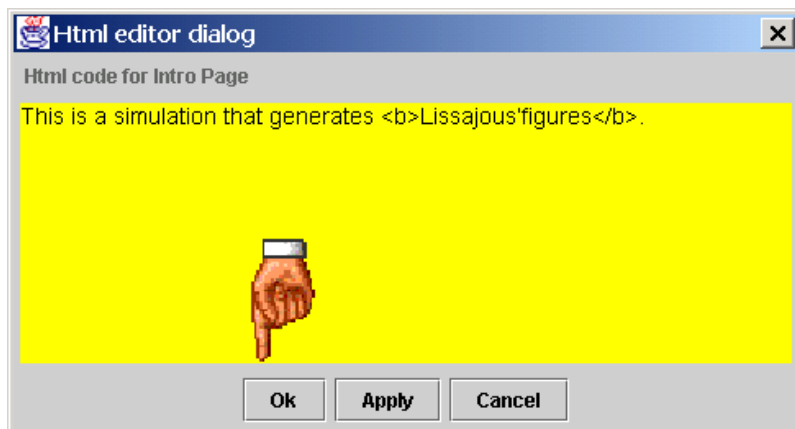 Html editor dialog
Html code for Intro Page
This is a simulation that generates <b>Lissajous'figures</b>.
Ok Apply Cancel